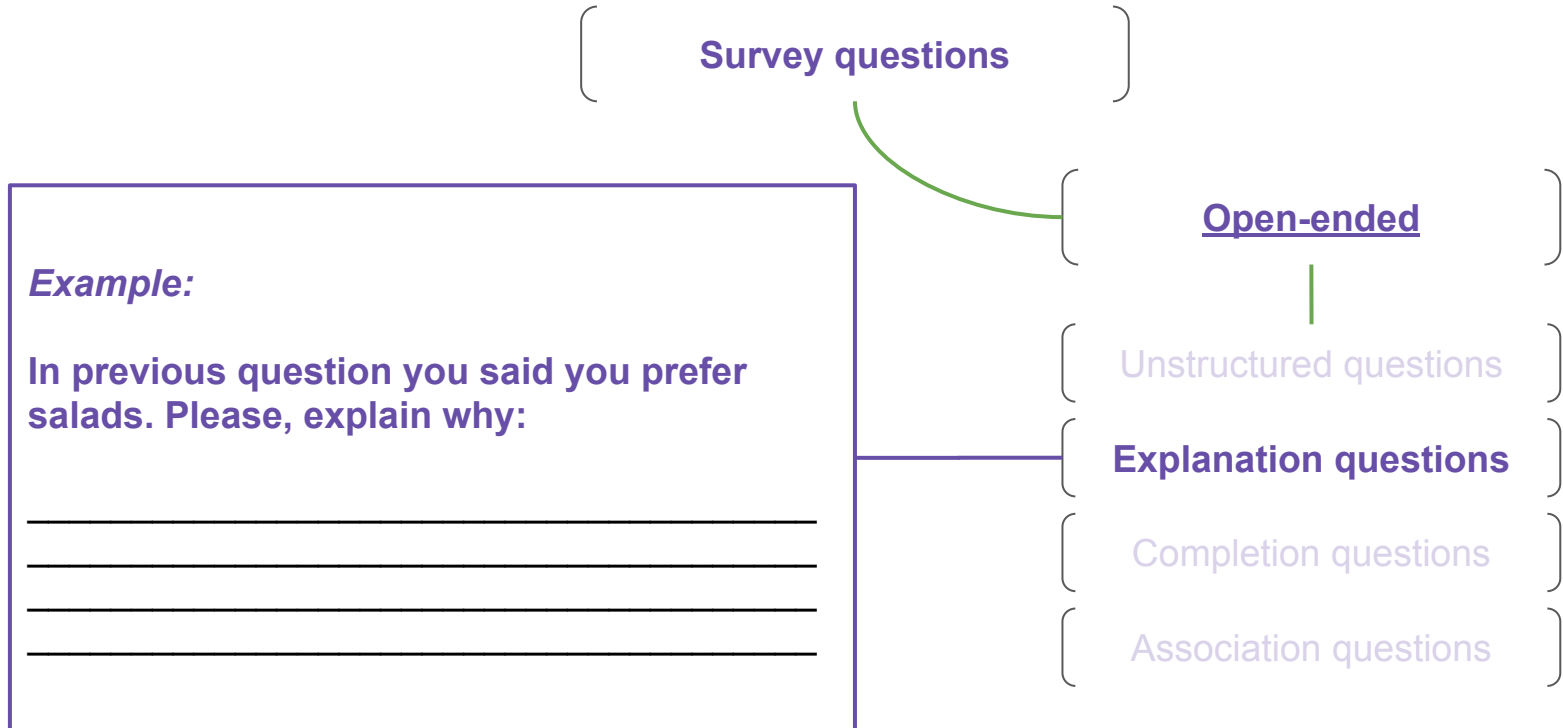 Survey questions
Open-ended
Example:
In previous question you said you prefer
salads. Please, explain why:
Unstructured questions
Explanation questions
Completion questions
Association questions